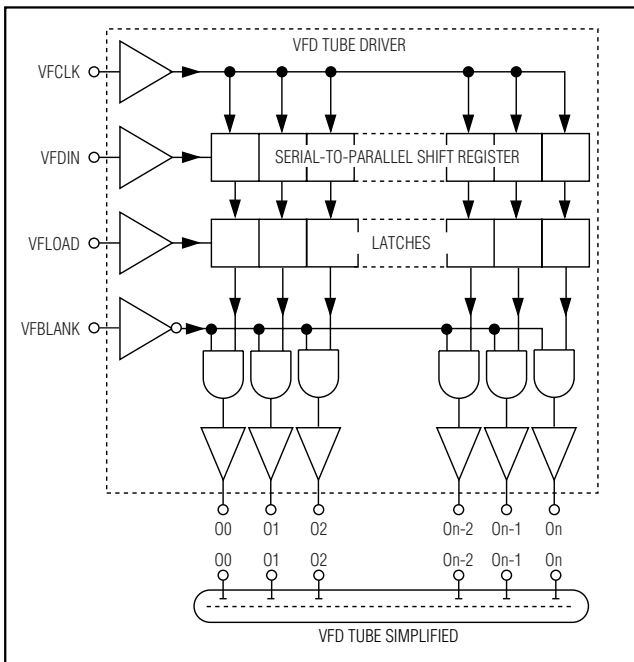 VFD TUBE DRIVER
VFCLK
VFDIN
SERIAL-TO-PARALLEL SHIFT REGISTER
VFLOAD
LATCHES
VFBLANK
O0 O1 O2 On-2 On-1 On
O0 O1 O2 On-2 On-1 On
VFD TUBE SIMPLIFIED